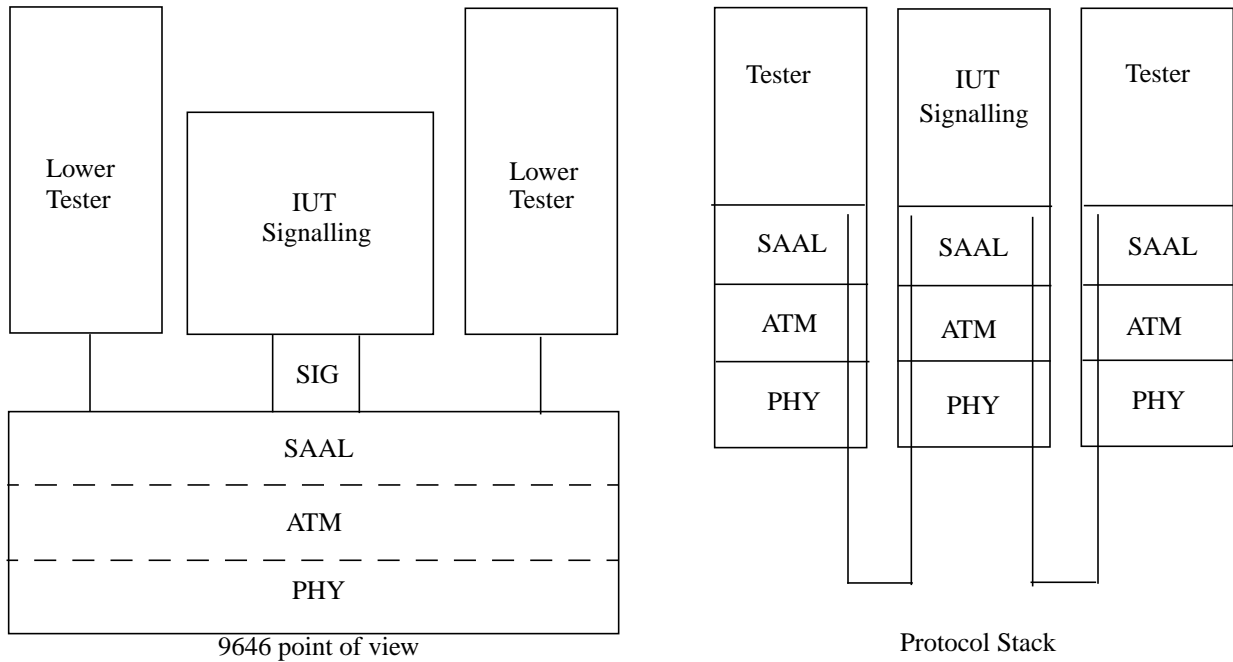 Lower
Tester
IUT
Signalling
Lower
Tester
SIG
SAAL
ATM
PHY
9646 point of view
Tester
IUT
Signalling
Tester
SAAL
SAAL
SAAL
ATM
ATM
ATM
PHY
PHY
PHY
Protocol Stack